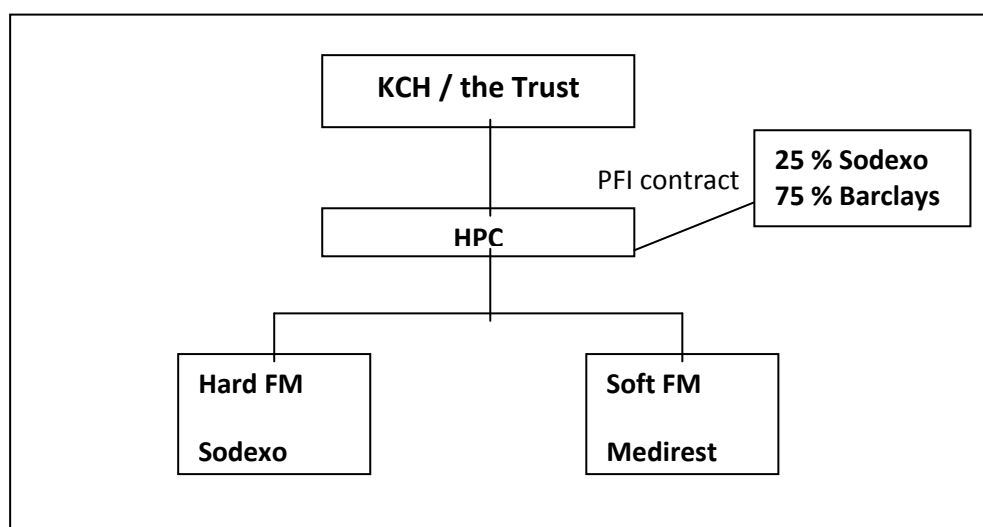 KCH / the Trust
25 % Sodexo
75 % Barclays
PFI contract
HPC
Hard FM
Sodexo
Soft FM
Medirest